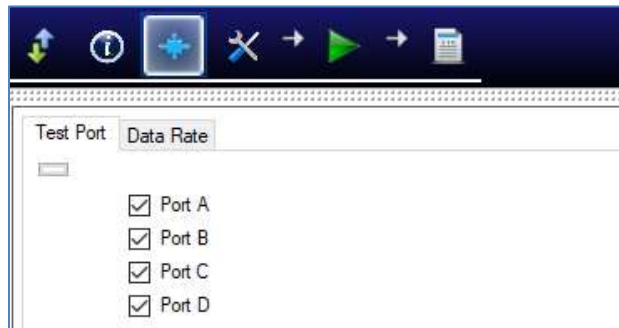 Test Port Data Rate
Port A
Port B
Port C
Port D